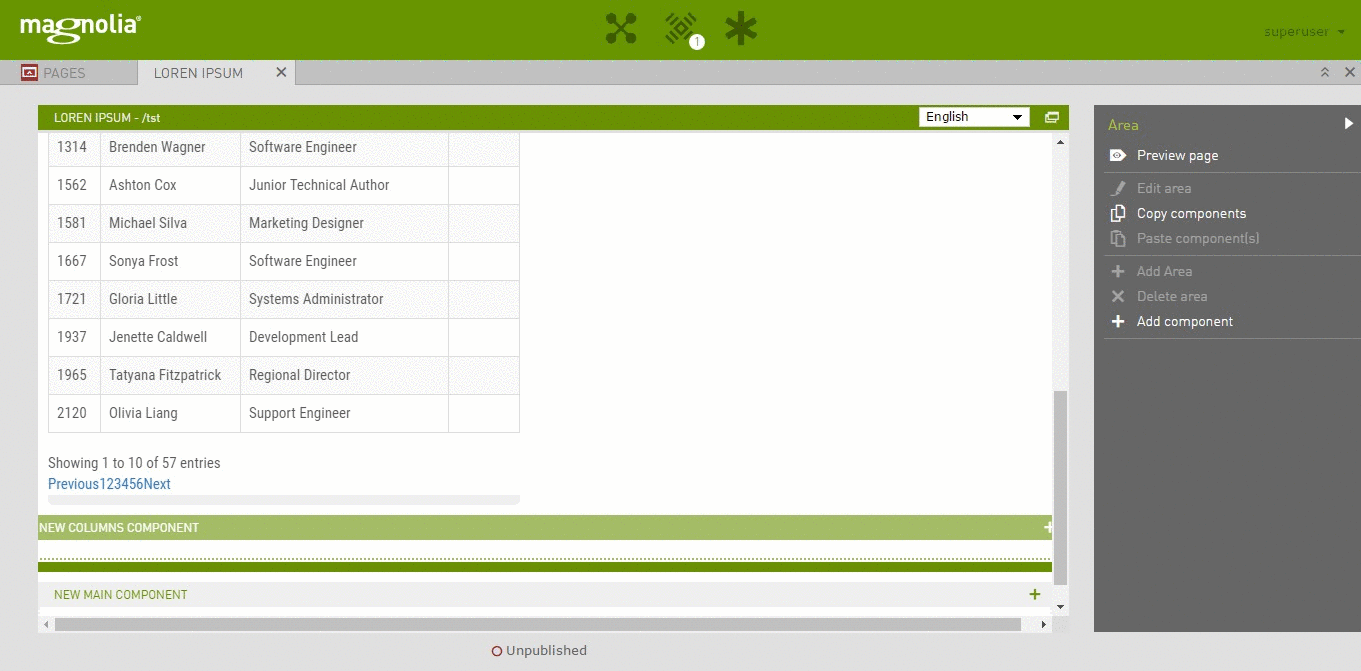 magnolia®
1
superuser
PAGES
LOREN IPSUM
LOREN IPSUM - /tst
English
1314 Brenden Wagner Software Engineer
1562 Ashton Cox Junior Technical Author
1581 Michael Silva Marketing Designer
1667 Sonya Frost Software Engineer
1721 Gloria Little Systems Administrator
1937 Jenette Caldwell Development Lead
1965 Tatyana Fitzpatrick Regional Director
2120 Olivia Liang Support Engineer
Showing 1 to 10 of 57 entries
Previous123456Next
NEW COLUMNS COMPONENT
NEW MAIN COMPONENT
Unpublished
Area
Preview page
Edit area
Copy components
Paste component(s)
Add Area
Delete area
Add component